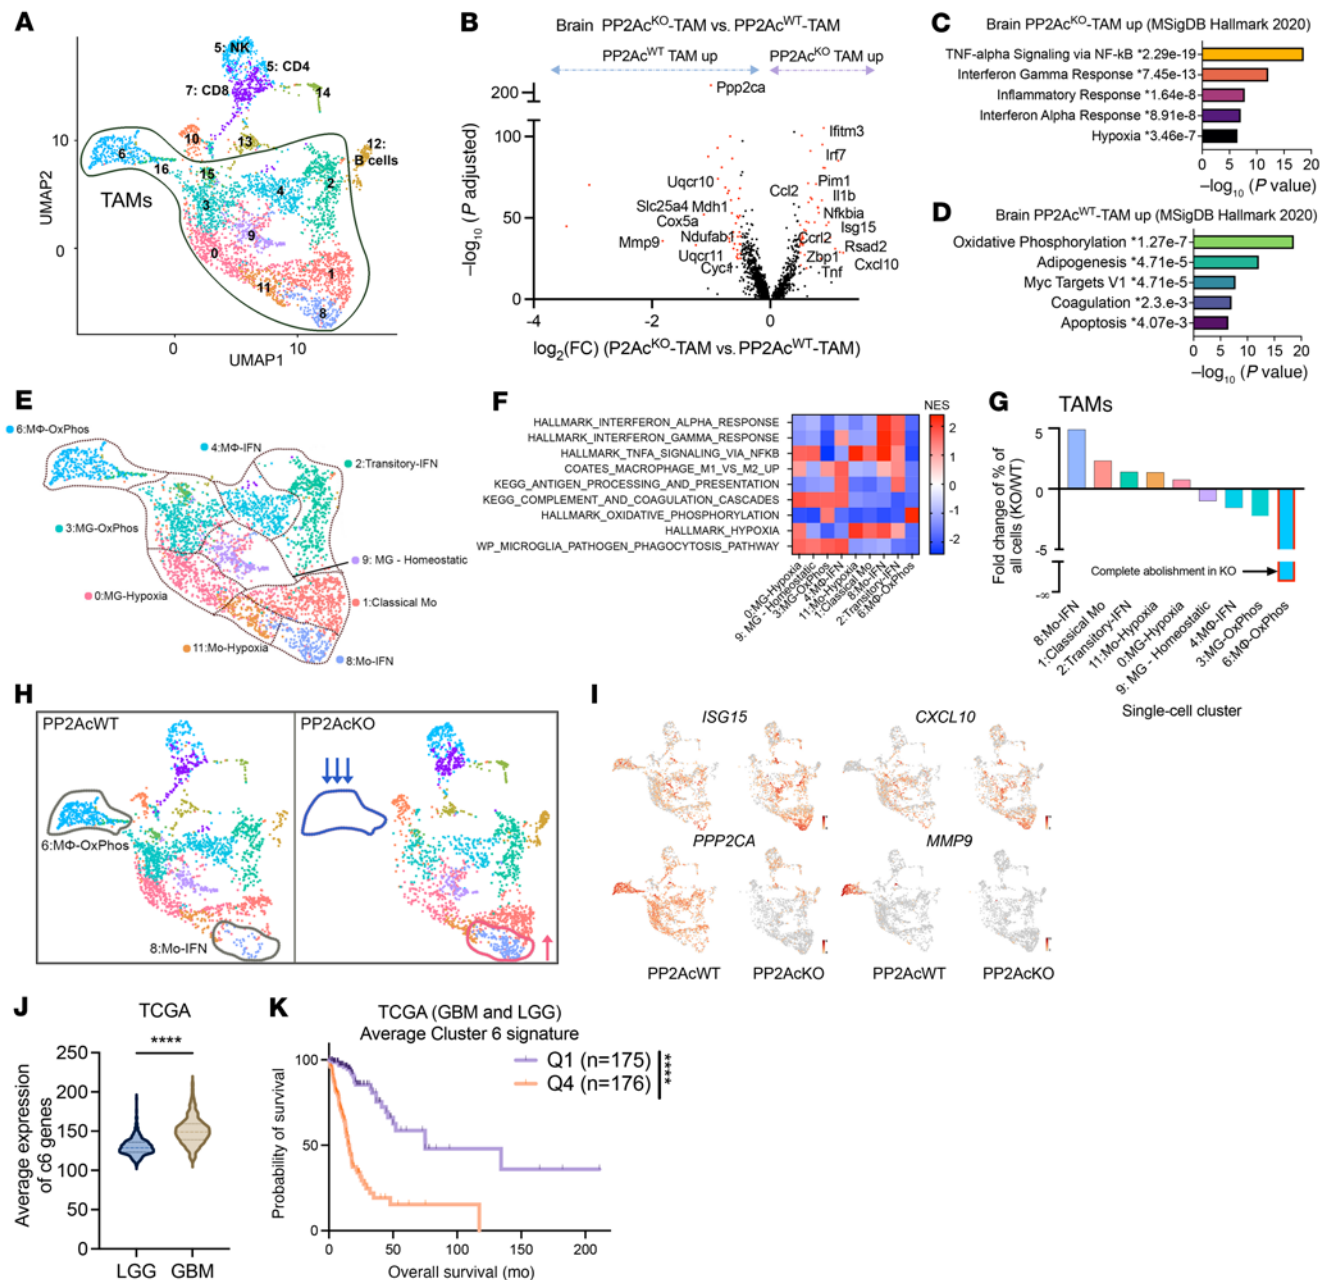 A
5: NK
5: CD4
7: CD8
14
10
13
12:
B cells
6
16
15
2
4
TAMs
3
9
0
1
11
8
10
0
UMAP2
0
10
UMAP1
B
Brain PP2Ac^KO-TAM vs. PP2Ac^WT-TAM
PP2Ac^WT TAM up
PP2Ac^KO TAM up
200
100
50
0
–log10 (P adjusted)
Ppp2ca
Ifitm3
Irf7
Uqcr10
Pim1
Ccl2
Il1b
Slc25a4 Mdh1
Nfkbia
Cox5a
Isg15
Mmp9
Ndufab1
Ccrl2
Rsad2
Uqcr11
Zbp1
Cyc1
Tnf
Cxcl10
-4
-2
0
log2(FC) (P2Ac^KO-TAM vs. PP2Ac^WT-TAM)
C
Brain PP2Ac^KO-TAM up (MSigDB Hallmark 2020)
TNF-alpha Signaling via NF-kB *2.29e-19
Interferon Gamma Response *7.45e-13
Inflammatory Response *1.64e-8
Interferon Alpha Response *8.91e-8
Hypoxia *3.46e-7
0 5 10 15 20
–log10 (P value)
D
Brain PP2Ac^WT-TAM up (MSigDB Hallmark 2020)
Oxidative Phosphorylation *1.27e-7
Adipogenesis *4.71e-5
Myc Targets V1 *4.71e-5
Coagulation *2.3.e-3
Apoptosis *4.07e-3
0 5 10 15 20
–log10 (P value)
E
6:MΦ-OxPhos
4:MΦ-IFN
2:Transitory-IFN
3:MG-OxPhos
9: MG - Homeostatic
0:MG-Hypoxia
1:Classical Mo
11:Mo-Hypoxia
8:Mo-IFN
F
NES
HALLMARK_INTERFERON_ALPHA_RESPONSE
HALLMARK_INTERFERON_GAMMA_RESPONSE
HALLMARK_TNFA_SIGNALING_VIA_NFKB
COATES_MACROPHAGE_M1_VS_M2_UP
KEGG_ANTIGEN_PROCESSING_AND_PRESENTATION
KEGG_COMPLEMENT_AND_COAGULATION_CASCADES
HALLMARK_OXIDATIVE_PHOSPHORYLATION
HALLMARK_HYPOXIA
WP_MICROGLIA_PATHOGEN_PHAGOCYTOSIS_PATHWAY
2
1
0
-1
-2
0:MG-Hypoxia
9: MG - Homeostatic
3:MG-OxPhos
4:MΦ-IFN
11:Mo-Hypoxia
1:Classical Mo
8:Mo-IFN
2:Transitory-IFN
6:MΦ-OxPhos
G
TAMs
5
0
-5
-∞
Fold change of % of
all cells (KO/WT)
Complete abolishment in KO
8:Mo-IFN
1:Classical Mo
2:Transitory-IFN
11:Mo-Hypoxia
0:MG-Hypoxia
9: MG - Homeostatic
4:MΦ-IFN
3:MG-OxPhos
6:MΦ-OxPhos
Single-cell cluster
H
PP2AcWT
PP2AcKO
6:MΦ-OxPhos
8:Mo-IFN
I
ISG15
CXCL10
PPP2CA
MMP9
PP2AcWT
PP2AcKO
PP2AcWT
PP2AcKO
J
TCGA
****
250
200
150
100
50
0
Average expression
of c6 genes
LGG
GBM
K
TCGA (GBM and LGG)
Average Cluster 6 signature
Q1 (n=175)
Q4 (n=176)
****
100
50
0
Probability of survival
0 50 100 150 200
Overall survival (mo)